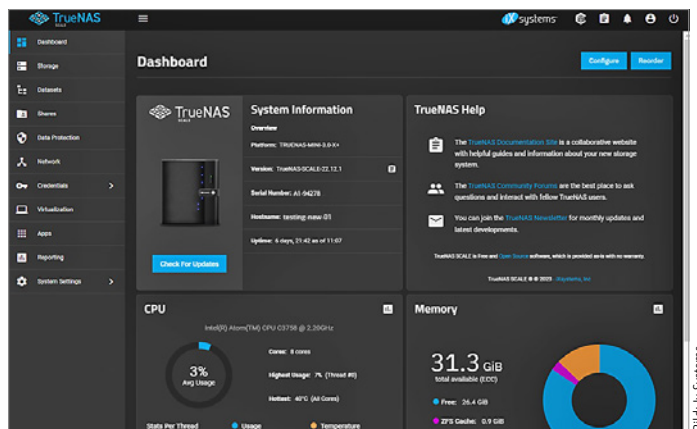 TrueNAS
SCALE
iXsystems
Dashboard
Storage
Datasets
Shares
Data Protection
Network
Credentials
Virtualization
Apps
Reporting
System Settings
Dashboard
Configure
Reorder
TrueNAS
SCALE
Check For Updates
System Information
Overview
Platform: TRUENAS-MINI-3.0-X+
Version: TrueNAS-SCALE-22.12.1
Serial Number: A1-94278
Hostname: testing-new-01
Uptime: 6 days, 21:42 as of 11:07
TrueNAS Help
The TrueNAS Documentation Site is a collaborative website
with helpful guides and information about your new storage
system.
The TrueNAS Community Forums are the best place to ask
questions and interact with fellow TrueNAS users.
You can join the TrueNAS Newsletter for monthly updates and
latest developments.
TrueNAS SCALE is Free and Open Source software, which is provided as-is with no warranty.
TrueNAS SCALE ® © 2023 - iXsystems, Inc
CPU
Intel(R) Atom(TM) CPU C3758 @ 2.20GHz
3%
Avg Usage
Cores: 8 cores
Highest Usage: 7% (Thread #0)
Hottest: 40°C (All Cores)
Stats Per Thread
Usage
Temperature
Memory
31.3 GiB
total available (ECC)
Free: 26.4 GiB
ZFS Cache: 0.9 GiB